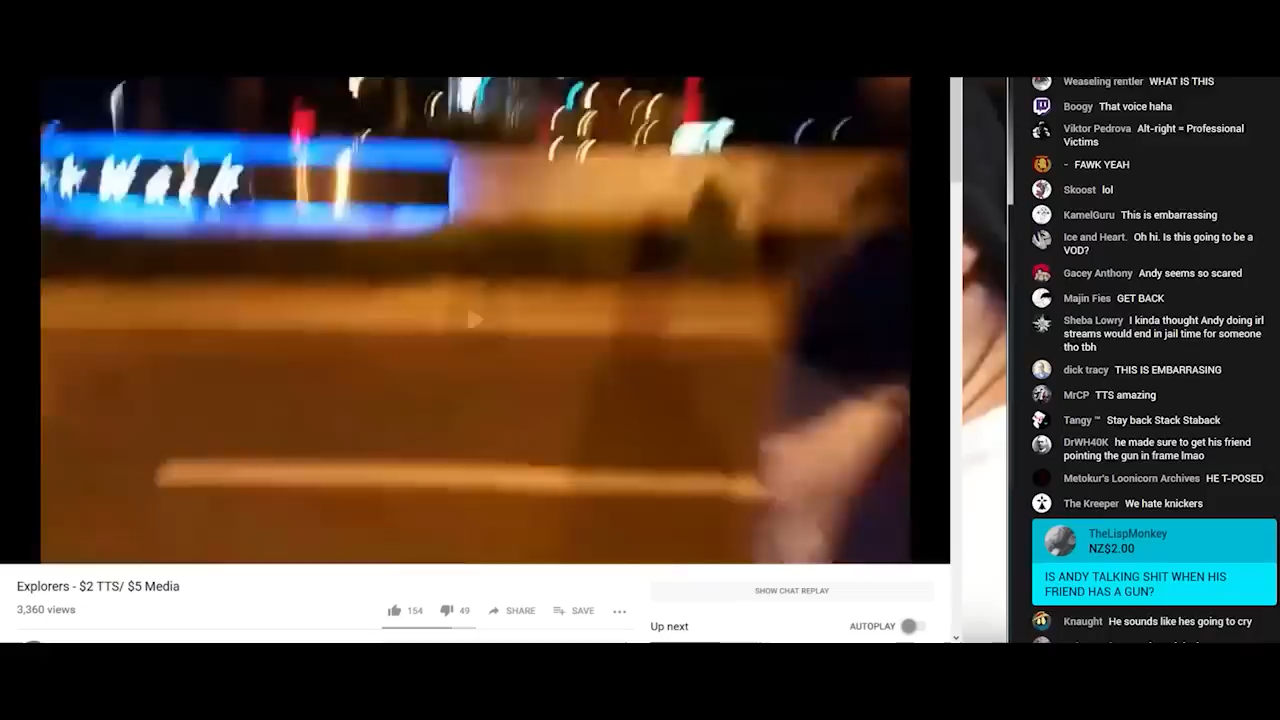 Walk
Explorers - $2 TTS/ $5 Media
3,360 views
154
49
SHARE
SAVE
SHOW CHAT REPLAY
Up next
AUTOPLAY
Weaseling rentler WHAT IS THIS
Boogy That voice haha
Viktor Pedrova Alt-right = Professional
Victims
- FAWK YEAH
Skoost lol
KamelGuru This is embarrassing
Ice and Heart. Oh hi. Is this going to be a
VOD?
Gacey Anthony Andy seems so scared
Majin Fies GET BACK
Sheba Lowry I kinda thought Andy doing irl
streams would end in jail time for someone
tho tbh
dick tracy THIS IS EMBARRASING
MrCP TTS amazing
Tangy ™ Stay back Stack Staback
DrWH40K he made sure to get his friend
pointing the gun in frame lmao
Metokur's Loonicorn Archives HE T-POSED
The Kreeper We hate knickers
TheLispMonkey
NZ$2.00
IS ANDY TALKING SHIT WHEN HIS
FRIEND HAS A GUN?
Knaught He sounds like hes going to cry